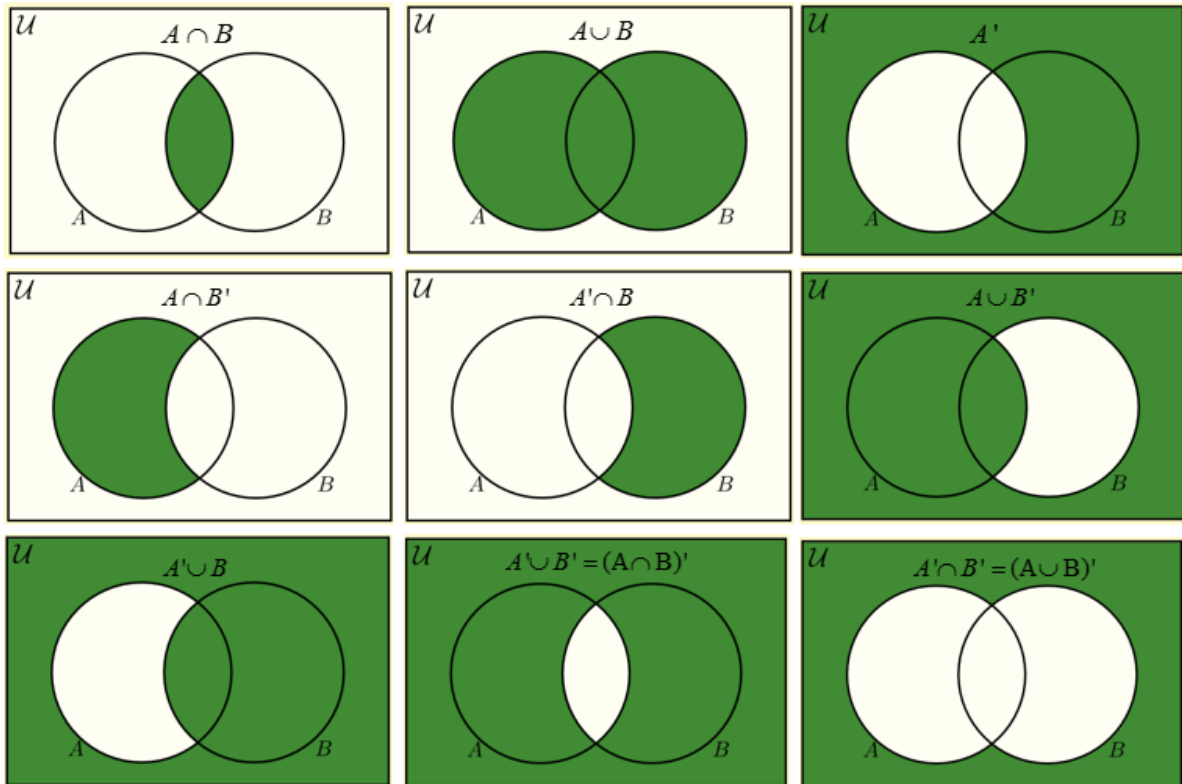 𝒰
A ∩ B
A
B
𝒰
A ∪ B
A
B
𝒰
A'
A
B
𝒰
A ∩ B'
A
B
𝒰
A' ∩ B
A
B
𝒰
A ∪ B'
A
B
𝒰
A' ∪ B
A
B
𝒰
A' ∪ B' = (A ∩ B)'
A
B
𝒰
A' ∩ B' = (A ∪ B)'
A
B